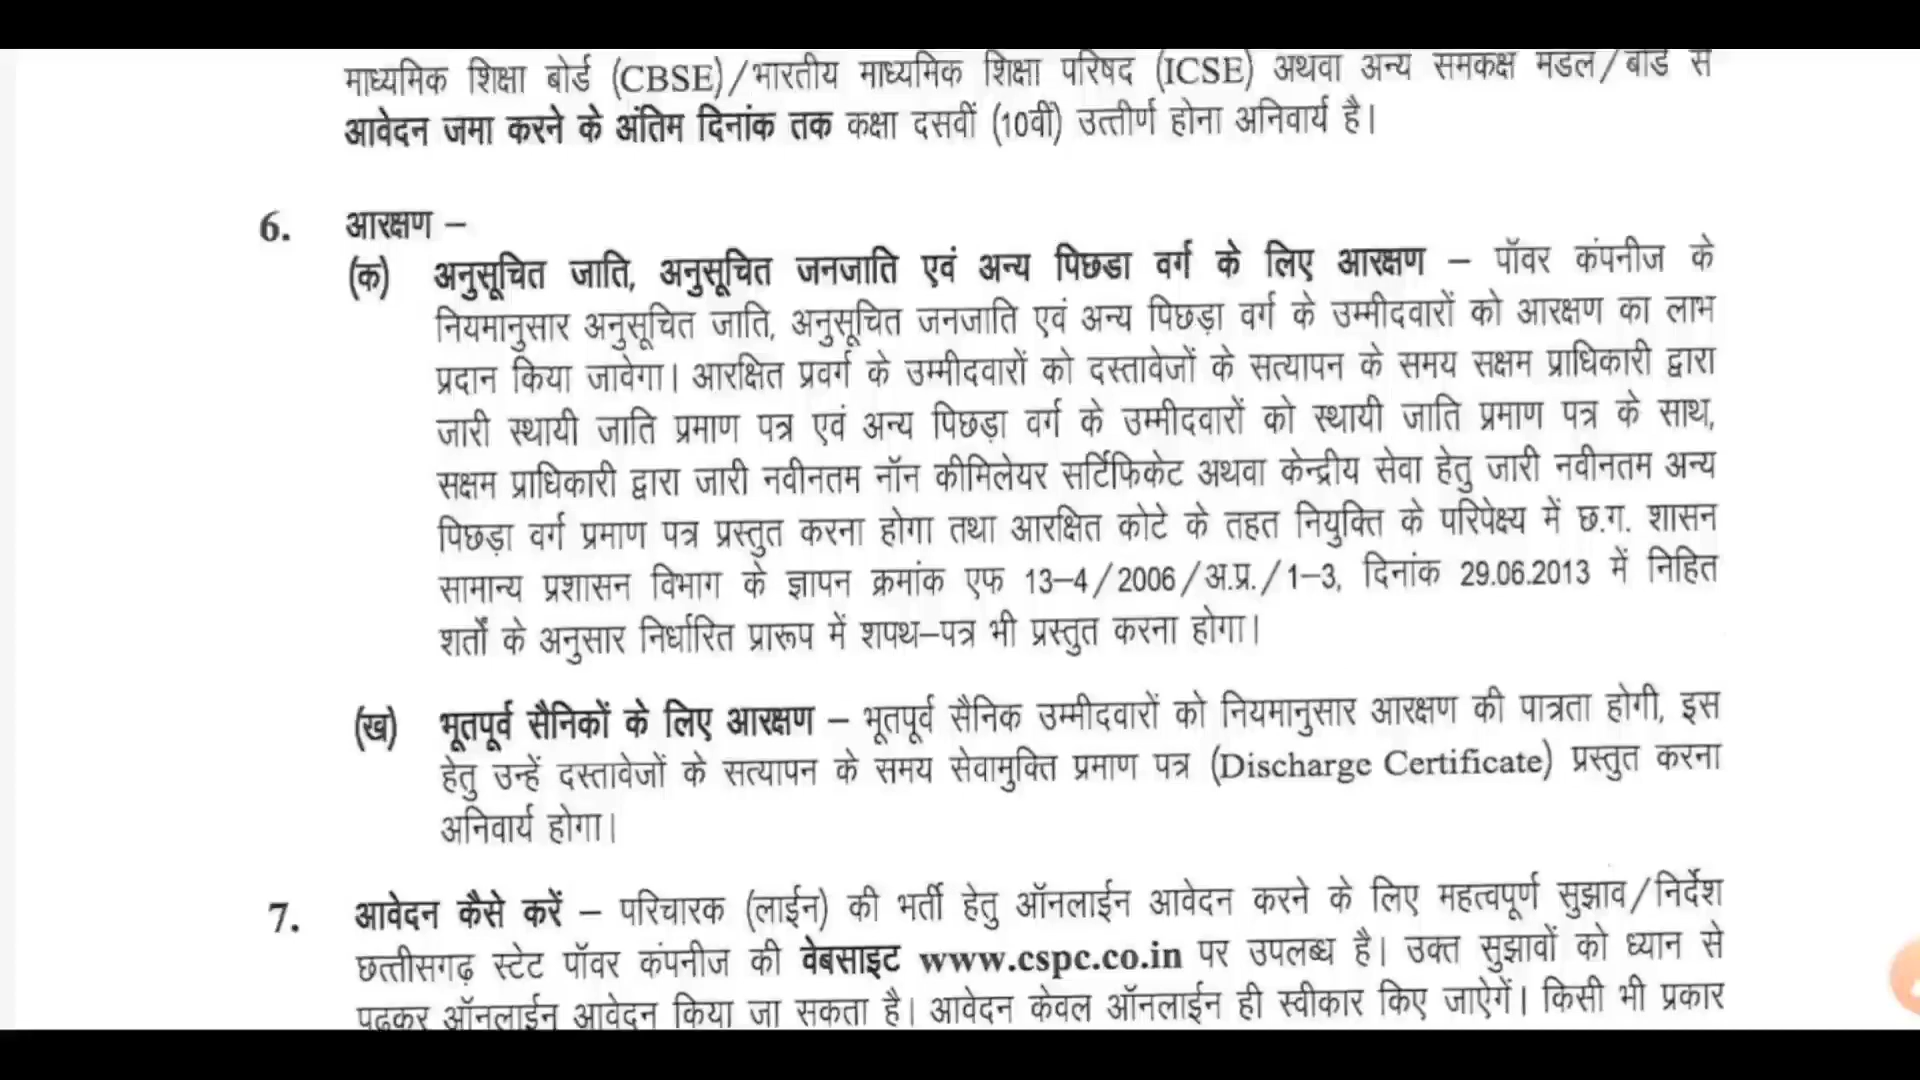 माध्यमिक शिक्षा बोर्ड (CBSE)/भारतीय माध्यमिक शिक्षा परिषद (ICSE) अथवा अन्य समकक्ष मंडल/बोर्ड से
आवेदन जमा करने के अंतिम दिनांक तक कक्षा दसवीं (10वीं) उत्तीर्ण होना अनिवार्य है।
6. आरक्षण –
(क) अनुसूचित जाति, अनुसूचित जनजाति एवं अन्य पिछडा वर्ग के लिए आरक्षण – पॉवर कंपनीज के
नियमानुसार अनुसूचित जाति, अनुसूचित जनजाति एवं अन्य पिछड़ा वर्ग के उम्मीदवारों को आरक्षण का लाभ
प्रदान किया जावेगा। आरक्षित प्रवर्ग के उम्मीदवारों को दस्तावेजों के सत्यापन के समय सक्षम प्राधिकारी द्वारा
जारी स्थायी जाति प्रमाण पत्र एवं अन्य पिछड़ा वर्ग के उम्मीदवारों को स्थायी जाति प्रमाण पत्र के साथ,
सक्षम प्राधिकारी द्वारा जारी नवीनतम नॉन कीमिलेयर सर्टिफिकेट अथवा केन्द्रीय सेवा हेतु जारी नवीनतम अन्य
पिछड़ा वर्ग प्रमाण पत्र प्रस्तुत करना होगा तथा आरक्षित कोटे के तहत नियुक्ति के परिपेक्ष्य में छ.ग. शासन
सामान्य प्रशासन विभाग के ज्ञापन क्रमांक एफ 13–4/2006/अ.प्र./1–3, दिनांक 29.06.2013 में निहित
शर्तों के अनुसार निर्धारित प्रारूप में शपथ–पत्र भी प्रस्तुत करना होगा।
(ख) भूतपूर्व सैनिकों के लिए आरक्षण – भूतपूर्व सैनिक उम्मीदवारों को नियमानुसार आरक्षण की पात्रता होगी, इस
हेतु उन्हें दस्तावेजों के सत्यापन के समय सेवामुक्ति प्रमाण पत्र (Discharge Certificate) प्रस्तुत करना
अनिवार्य होगा।
7. आवेदन कैसे करें – परिचारक (लाईन) की भर्ती हेतु ऑनलाईन आवेदन करने के लिए महत्वपूर्ण सुझाव/निर्देश
छत्तीसगढ़ स्टेट पॉवर कंपनीज की वेबसाइट www.cspc.co.in पर उपलब्ध है। उक्त सुझावों को ध्यान से
पढ़कर ऑनलाईन आवेदन किया जा सकता है। आवेदन केवल ऑनलाईन ही स्वीकार किए जाऐगें। किसी भी प्रकार